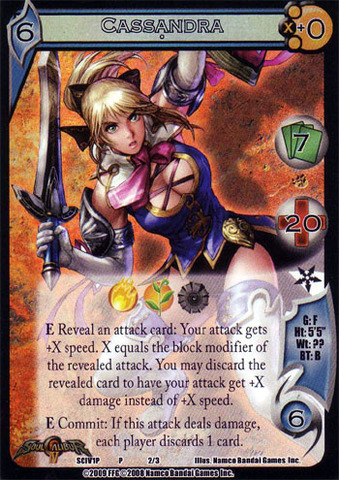 6
CASSANDRA
X +0
7
20
G: F
Ht: 5'5"
Wt: ??
BT: B
E Reveal an attack card: Your attack gets
+X speed. X equals the block modifier of
the revealed attack. You may discard the
revealed card to have your attack get +X
damage instead of +X speed.
E Commit: If this attack deals damage,
each player discards 1 card.
6
SOULCALIBUR
SCIV1P P 2/3 Illus. Namco Bandai Games Inc.
©2009 FFG ©2008 Namco Bandai Games Inc.